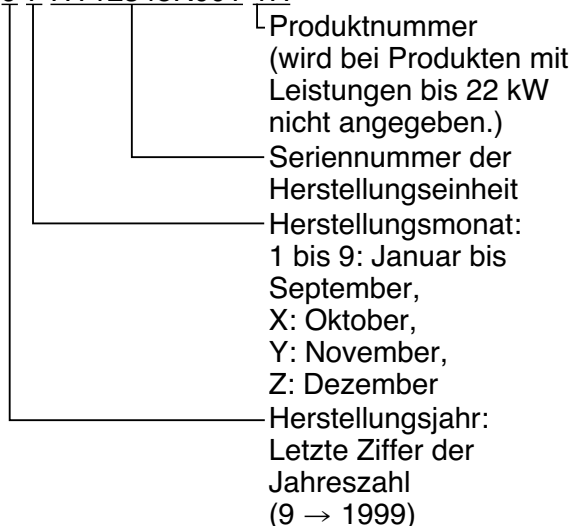 Produktnummer
(wird bei Produkten mit
Leistungen bis 22 kW
nicht angegeben.)
Seriennummer der
Herstellungseinheit
Herstellungsmonat:
1 bis 9: Januar bis
September,
X: Oktober,
Y: November,
Z: Dezember
Herstellungsjahr:
Letzte Ziffer der
Jahreszahl
(9 → 1999)